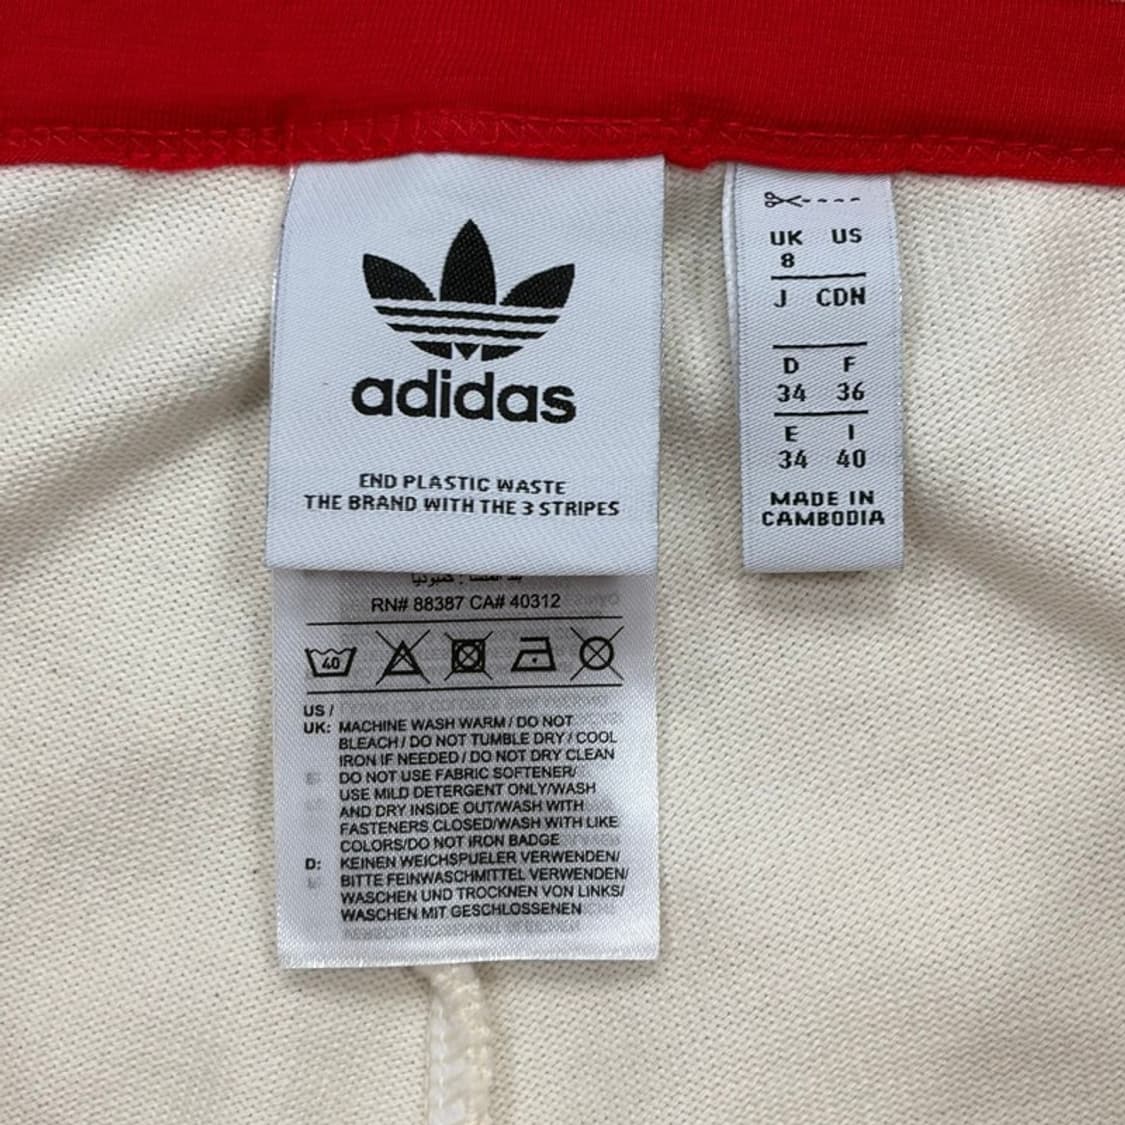 adidas
END PLASTIC WASTE
THE BRAND WITH THE 3 STRIPES
RN# 88387 CA# 40312
40
US /
UK: MACHINE WASH WARM / DO NOT
BLEACH / DO NOT TUMBLE DRY / COOL
IRON IF NEEDED / DO NOT DRY CLEAN
DO NOT USE FABRIC SOFTENER/
USE MILD DETERGENT ONLY/WASH
AND DRY INSIDE OUT/WASH WITH
FASTENERS CLOSED/WASH WITH LIKE
COLORS/DO NOT IRON BADGE
D: KEINEN WEICHSPUELER VERWENDEN/
BITTE FEINWASCHMITTEL VERWENDEN/
WASCHEN UND TROCKNEN VON LINKS/
WASCHEN MIT GESCHLOSSENEN
UK US
8
J CDN
D F
34 36
E I
34 40
MADE IN
CAMBODIA